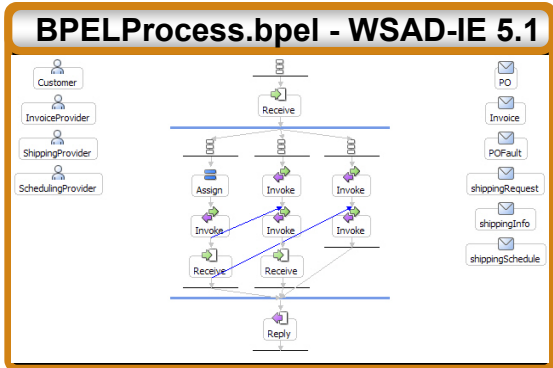 BPELProcess.bpel - WSAD-IE 5.1
Customer
InvoiceProvider
ShippingProvider
SchedulingProvider
Receive
Assign
Invoke
Invoke
Invoke
Invoke
Invoke
Receive
Receive
Reply
PO
Invoice
POFault
shippingRequest
shippingInfo
shippingSchedule